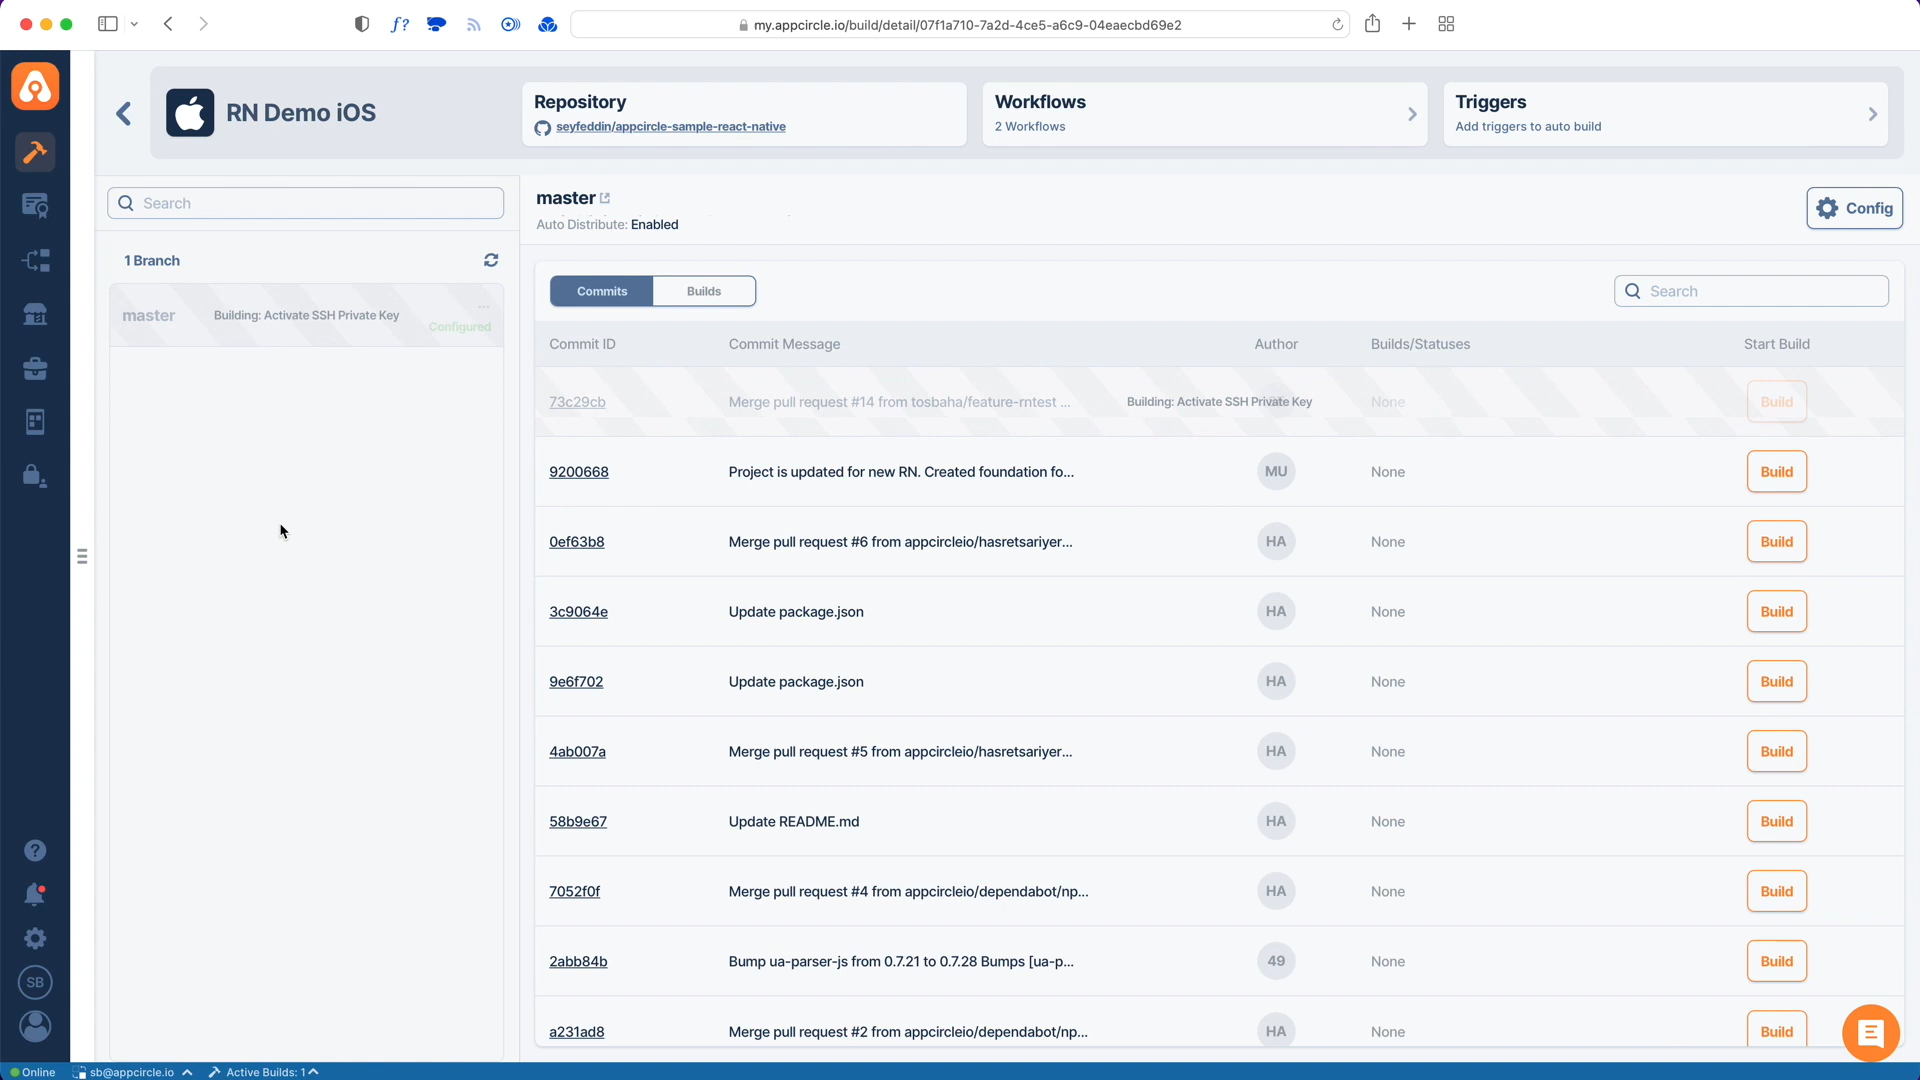 my.appcircle.io/build/detail/07f1a710-7a2d-4ce5-a6c9-04eaecbd69e2
RN Demo iOS
Repository
seyfeddin/appcircle-sample-react-native
Workflows
2 Workflows
Triggers
Add triggers to auto build
Search
1 Branch
master
Building: Activate SSH Private Key
Configured
master
Auto Distribute: Enabled
Config
Commits
Builds
Search
Commit ID Commit Message Author Builds/Statuses Start Build
73c29cb Merge pull request #14 from tosbaha/feature-rntest ... Building: Activate SSH Private Key None Build
9200668 Project is updated for new RN. Created foundation fo... MU None Build
0ef63b8 Merge pull request #6 from appcircleio/hasretsariyer... HA None Build
3c9064e Update package.json HA None Build
9e6f702 Update package.json HA None Build
4ab007a Merge pull request #5 from appcircleio/hasretsariyer... HA None Build
58b9e67 Update README.md HA None Build
7052f0f Merge pull request #4 from appcircleio/dependabot/np... HA None Build
2abb84b Bump ua-parser-js from 0.7.21 to 0.7.28 Bumps [ua-p... 49 None Build
a231ad8 Merge pull request #2 from appcircleio/dependabot/np... HA None Build
SB
Online sb@appcircle.io Active Builds: 1